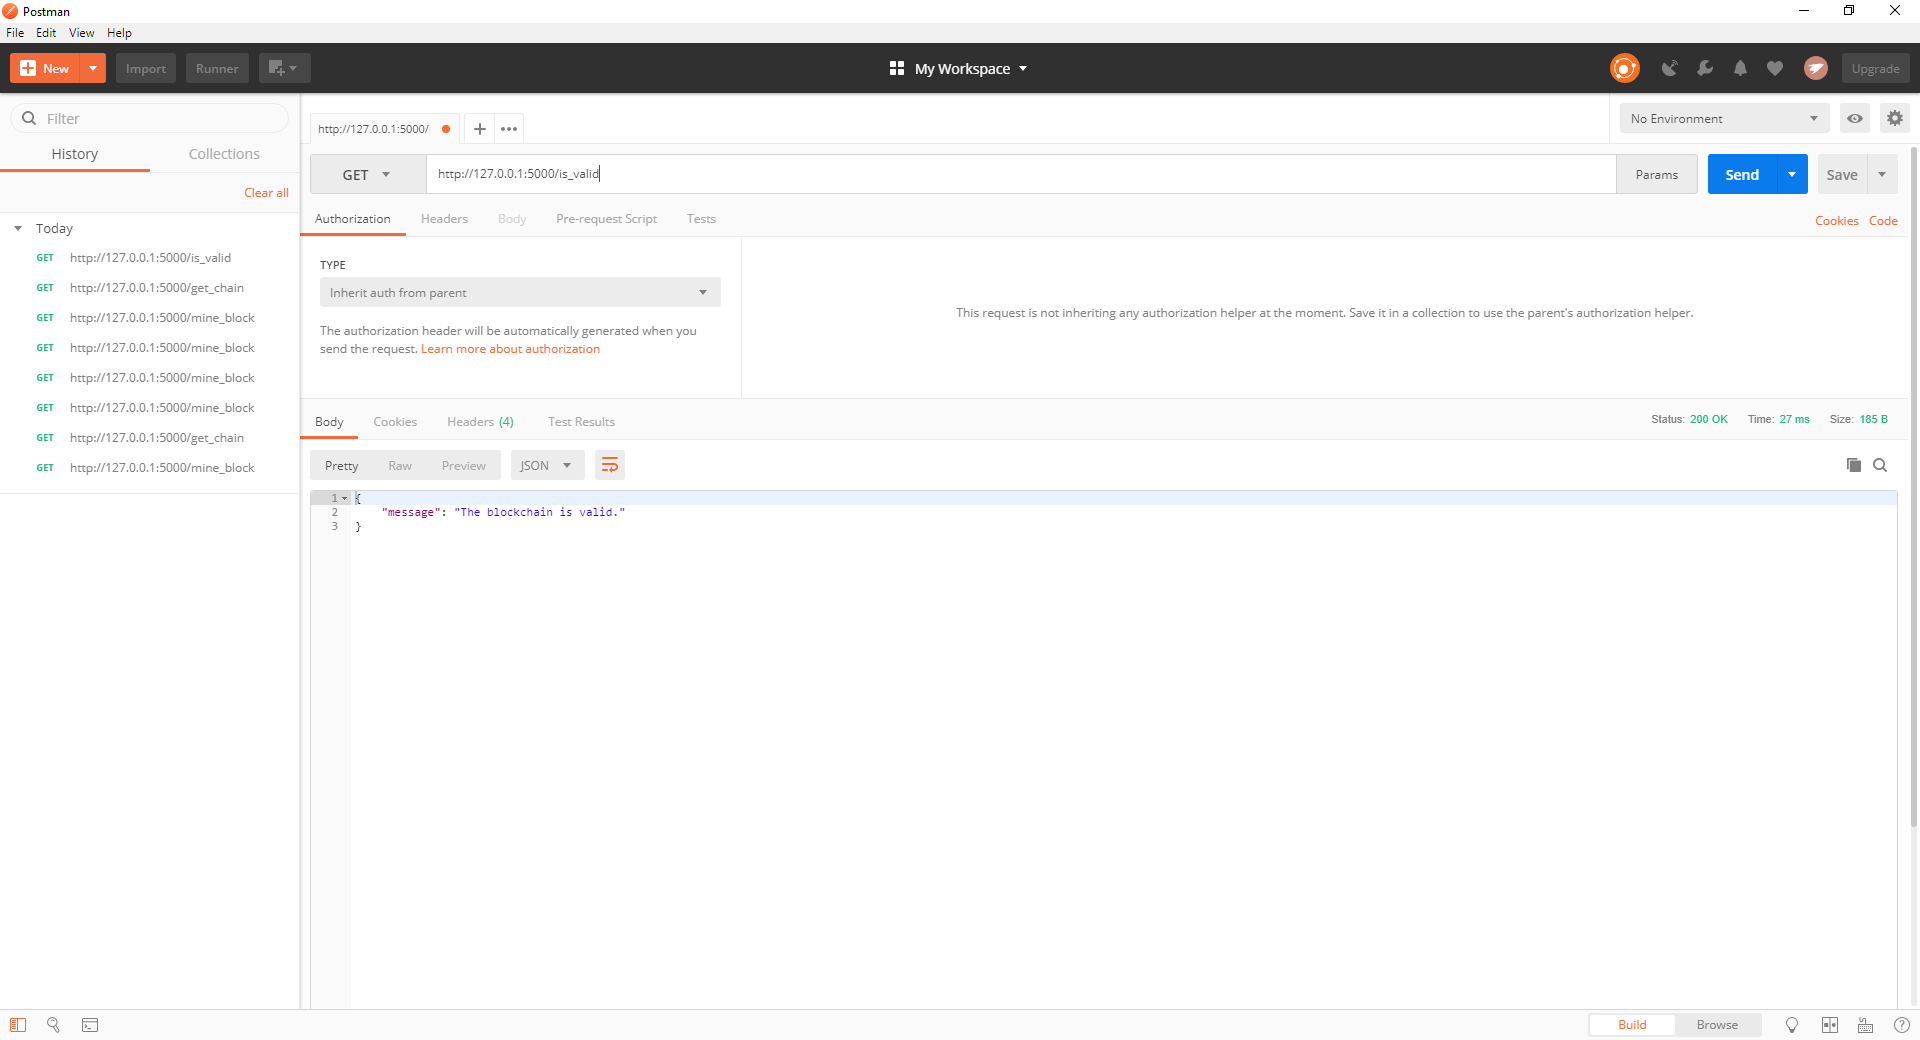 Postman
File Edit View Help
New Import Runner My Workspace Upgrade
Filter
History Collections
Clear all
Today
GET http://127.0.0.1:5000/is_valid
GET http://127.0.0.1:5000/get_chain
GET http://127.0.0.1:5000/mine_block
GET http://127.0.0.1:5000/mine_block
GET http://127.0.0.1:5000/mine_block
GET http://127.0.0.1:5000/mine_block
GET http://127.0.0.1:5000/get_chain
GET http://127.0.0.1:5000/mine_block
http://127.0.0.1:5000/
No Environment
GET http://127.0.0.1:5000/is_valid Params Send Save
Authorization Headers Body Pre-request Script Tests Cookies Code
TYPE
Inherit auth from parent
The authorization header will be automatically generated when you
send the request. Learn more about authorization
This request is not inheriting any authorization helper at the moment. Save it in a collection to use the parent's authorization helper.
Body Cookies Headers (4) Test Results Status: 200 OK Time: 27 ms Size: 185 B
Pretty Raw Preview JSON
1 {
2 "message": "The blockchain is valid."
3 }
Build Browse